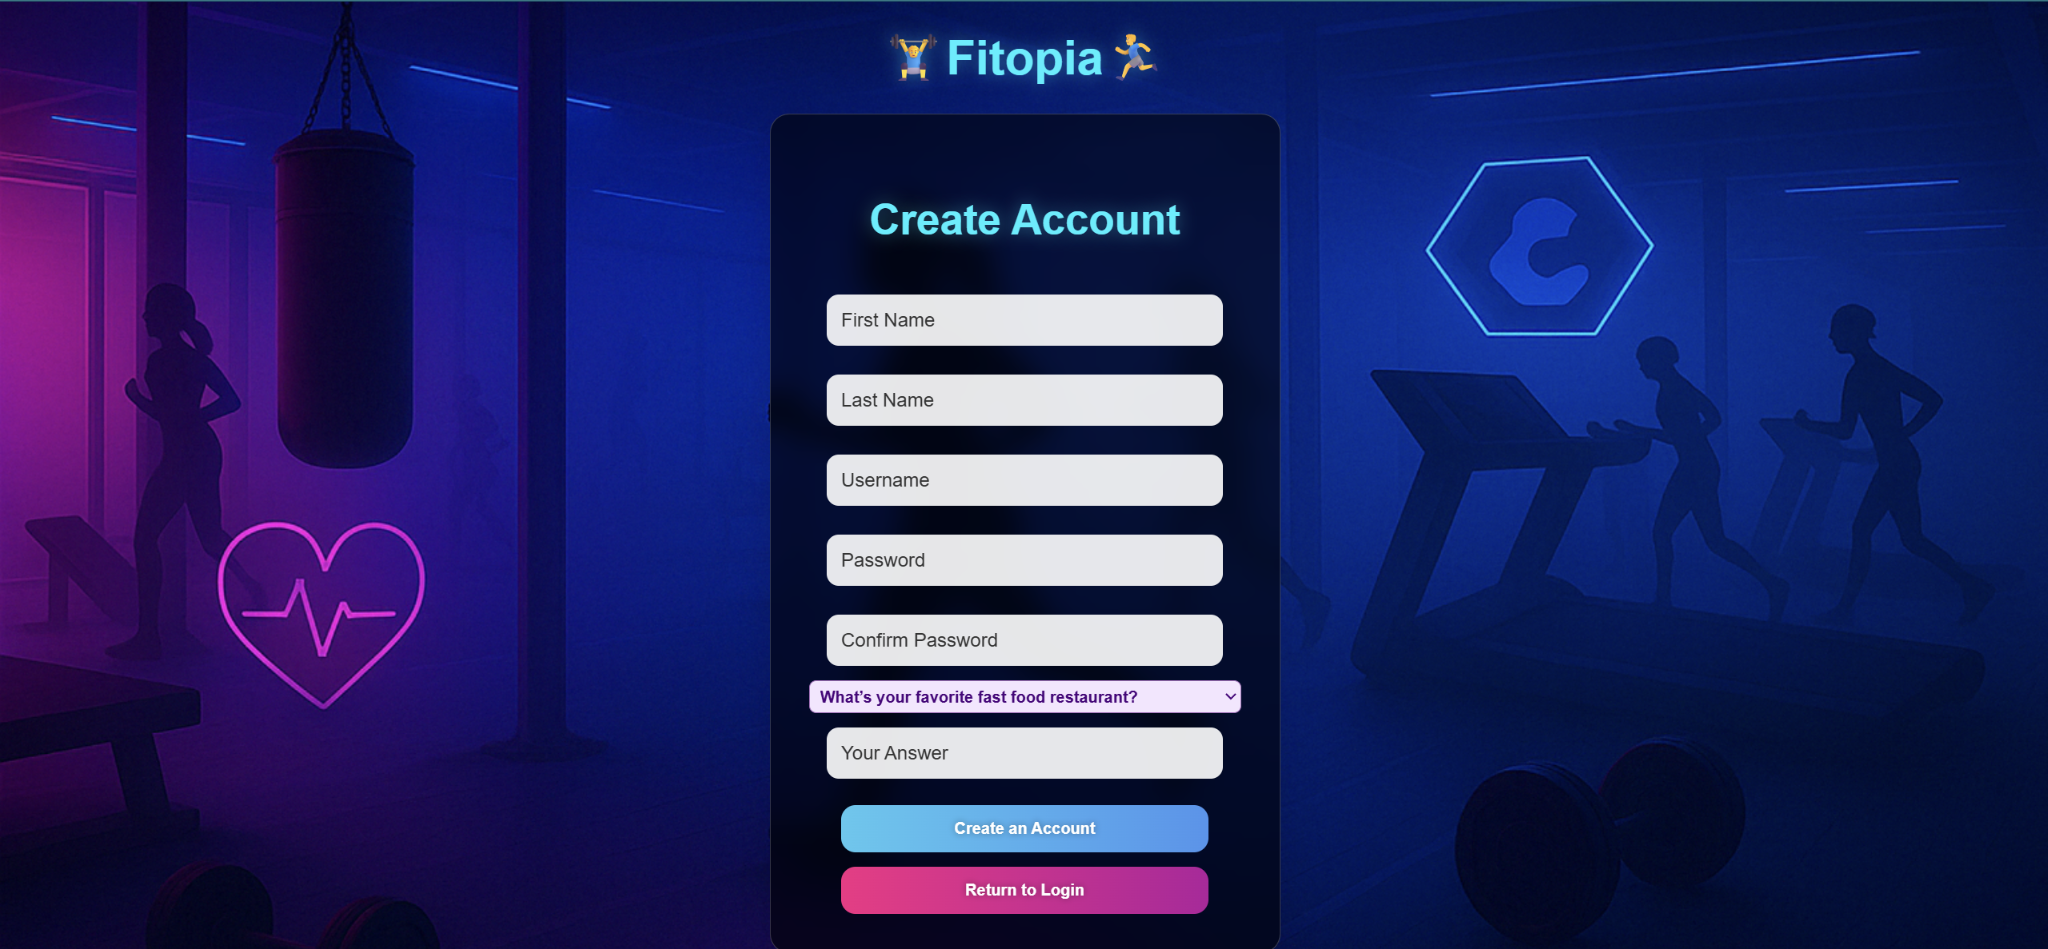 Fitopia
Create Account
First Name
Last Name
Username
Password
Confirm Password
What's your favorite fast food restaurant?
Your Answer
Create an Account
Return to Login